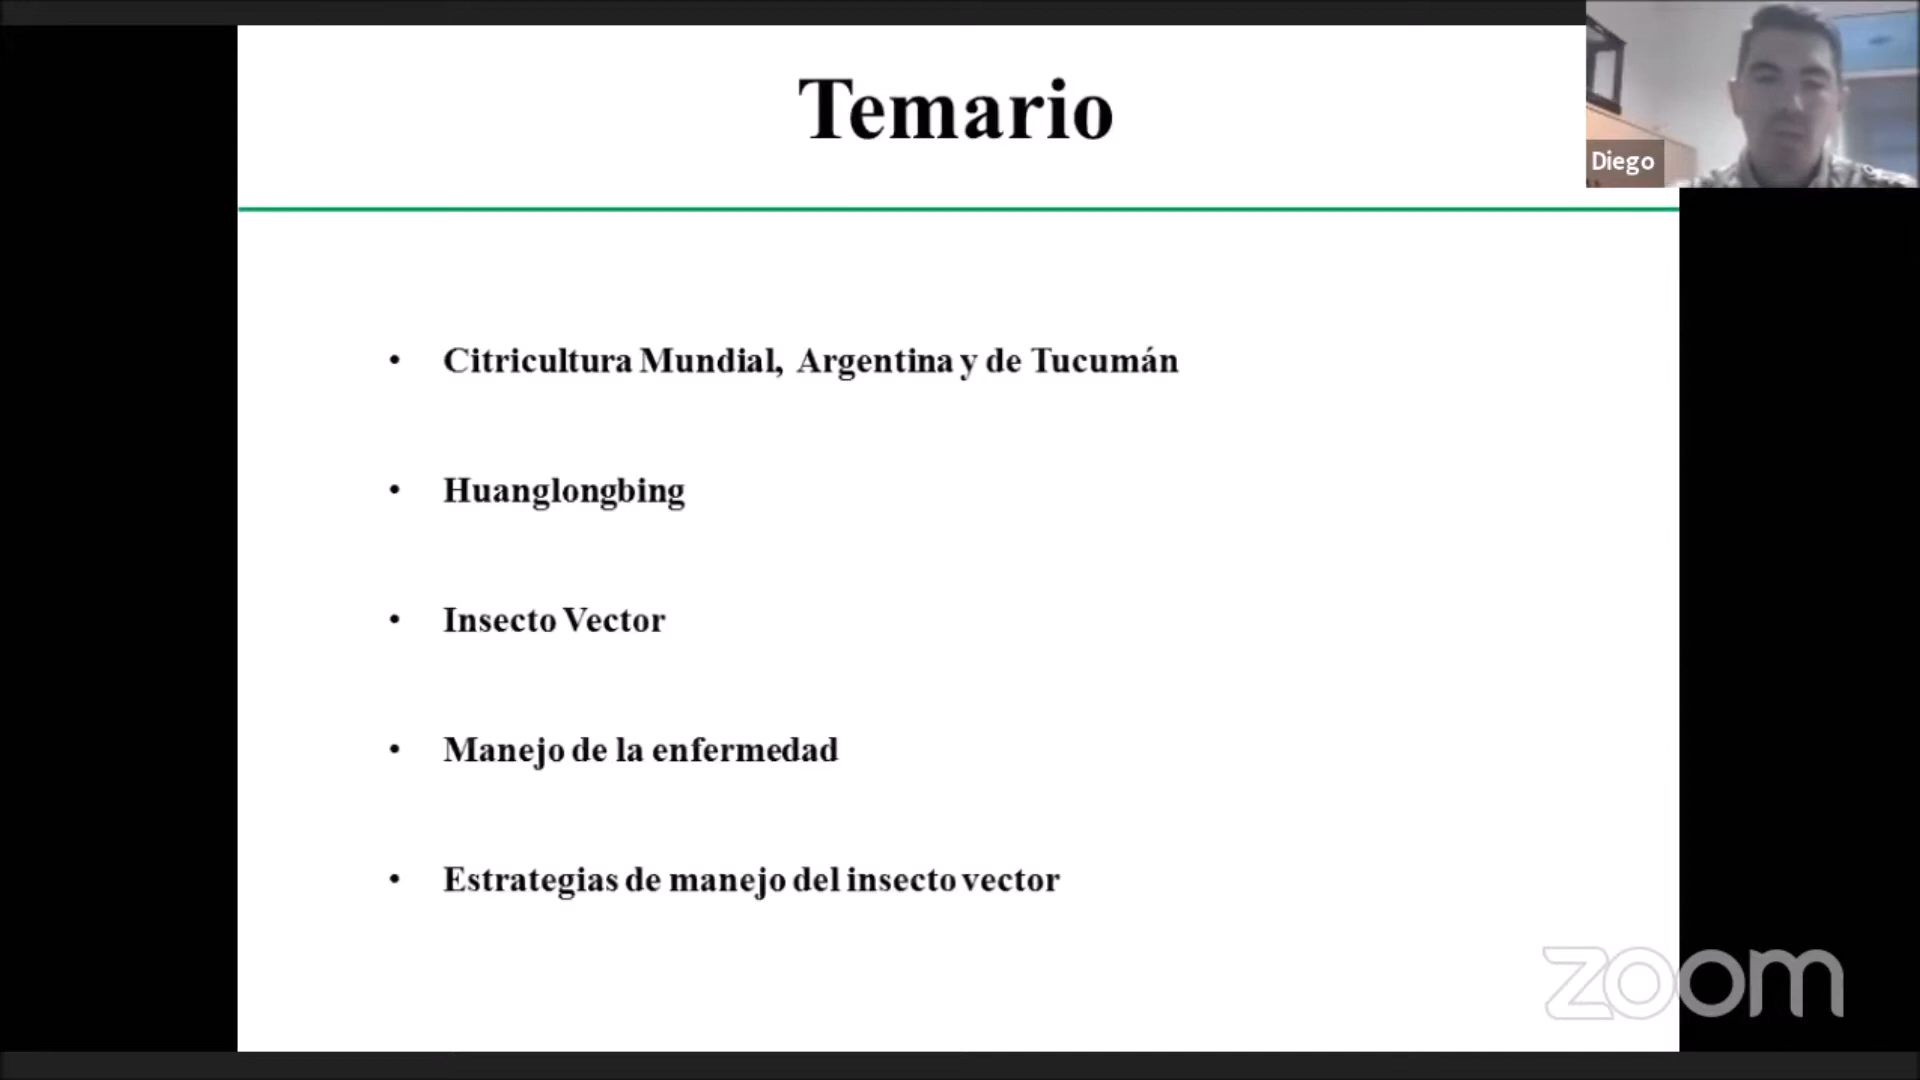 Temario
Diego
• Citricultura Mundial, Argentina y de Tucumán
• Huanglongbing
• Insecto Vector
• Manejo de la enfermedad
• Estrategias de manejo del insecto vector
zoom